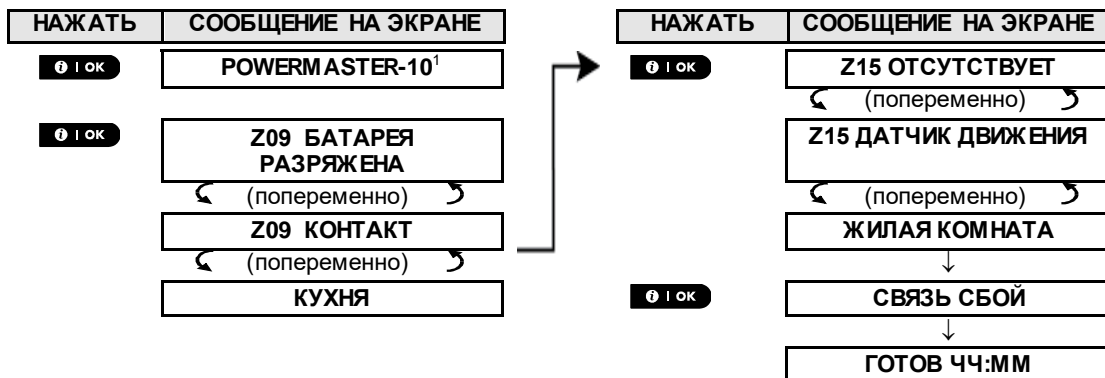 НАЖАТЬ СООБЩЕНИЕ НА ЭКРАНЕ
i | OK POWERMASTER-10¹
i | OK Z09 БАТАРЕЯ
РАЗРЯЖЕНА
(попеременно)
Z09 КОНТАКТ
(попеременно)
КУХНЯ
НАЖАТЬ СООБЩЕНИЕ НА ЭКРАНЕ
i | OK Z15 ОТСУТСТВУЕТ
(попеременно)
Z15 ДАТЧИК ДВИЖЕНИЯ
(попеременно)
ЖИЛАЯ КОМНАТА
↓
i | OK СВЯЗЬ СБОЙ
↓
ГОТОВ ЧЧ:ММ